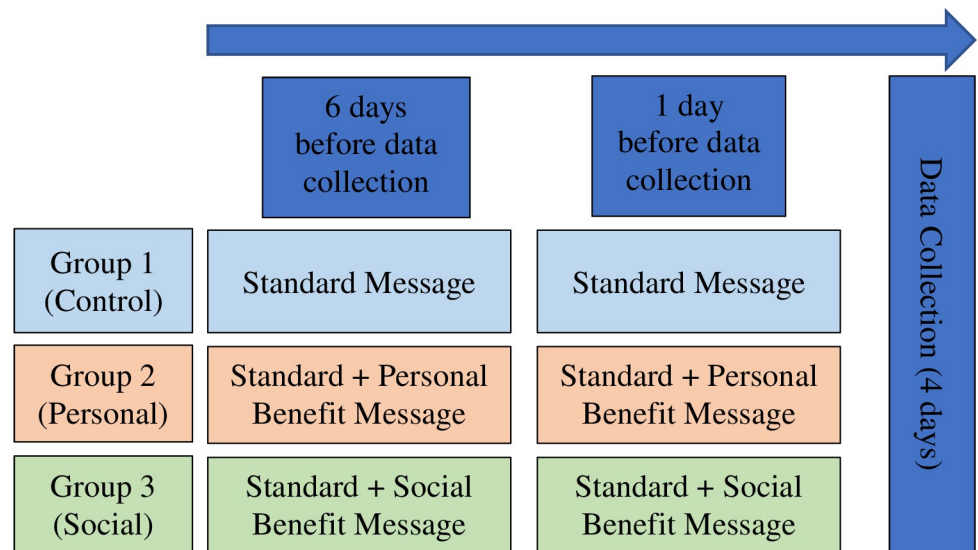 6 days
before data
collection
1 day
before data
collection
Data Collection (4 days)
Group 1
(Control)
Standard Message
Standard Message
Group 2
(Personal)
Standard + Personal
Benefit Message
Standard + Personal
Benefit Message
Group 3
(Social)
Standard + Social
Benefit Message
Standard + Social
Benefit Message